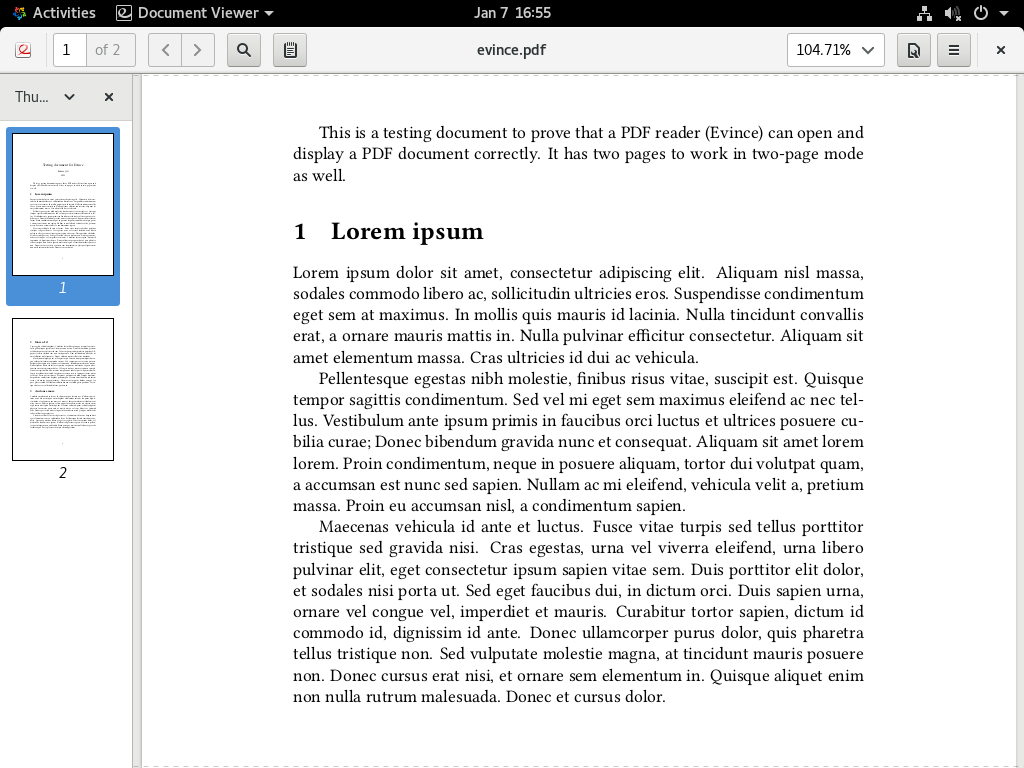 Activities Document Viewer Jan 7 16:55
1 of 2 evince.pdf 104.71%
Thu...
1
2
This is a testing document to prove that a PDF reader (Evince) can open and
display a PDF document correctly. It has two pages to work in two-page mode
as well.
1 Lorem ipsum
Lorem ipsum dolor sit amet, consectetur adipiscing elit. Aliquam nisl massa,
sodales commodo libero ac, sollicitudin ultricies eros. Suspendisse condimentum
eget sem at maximus. In mollis quis mauris id lacinia. Nulla tincidunt convallis
erat, a ornare mauris mattis in. Nulla pulvinar efficitur consectetur. Aliquam sit
amet elementum massa. Cras ultricies id dui ac vehicula.
Pellentesque egestas nibh molestie, finibus risus vitae, suscipit est. Quisque
tempor sagittis condimentum. Sed vel mi eget sem maximus eleifend ac nec tel-
lus. Vestibulum ante ipsum primis in faucibus orci luctus et ultrices posuere cu-
bilia curae; Donec bibendum gravida nunc et consequat. Aliquam sit amet lorem
lorem. Proin condimentum, neque in posuere aliquam, tortor dui volutpat quam,
a accumsan est nunc sed sapien. Nullam ac mi eleifend, vehicula velit a, pretium
massa. Proin eu accumsan nisl, a condimentum sapien.
Maecenas vehicula id ante et luctus. Fusce vitae turpis sed tellus porttitor
tristique sed gravida nisi. Cras egestas, urna vel viverra eleifend, urna libero
pulvinar elit, eget consectetur ipsum sapien vitae sem. Duis porttitor elit dolor,
et sodales nisi porta ut. Sed eget faucibus dui, in dictum orci. Duis sapien urna,
ornare vel congue vel, imperdiet et mauris. Curabitur tortor sapien, dictum id
commodo id, dignissim id ante. Donec ullamcorper purus dolor, quis pharetra
tellus tristique non. Sed vulputate molestie magna, at tincidunt mauris posuere
non. Donec cursus erat nisi, et ornare sem elementum in. Quisque aliquet enim
non nulla rutrum malesuada. Donec et cursus dolor.